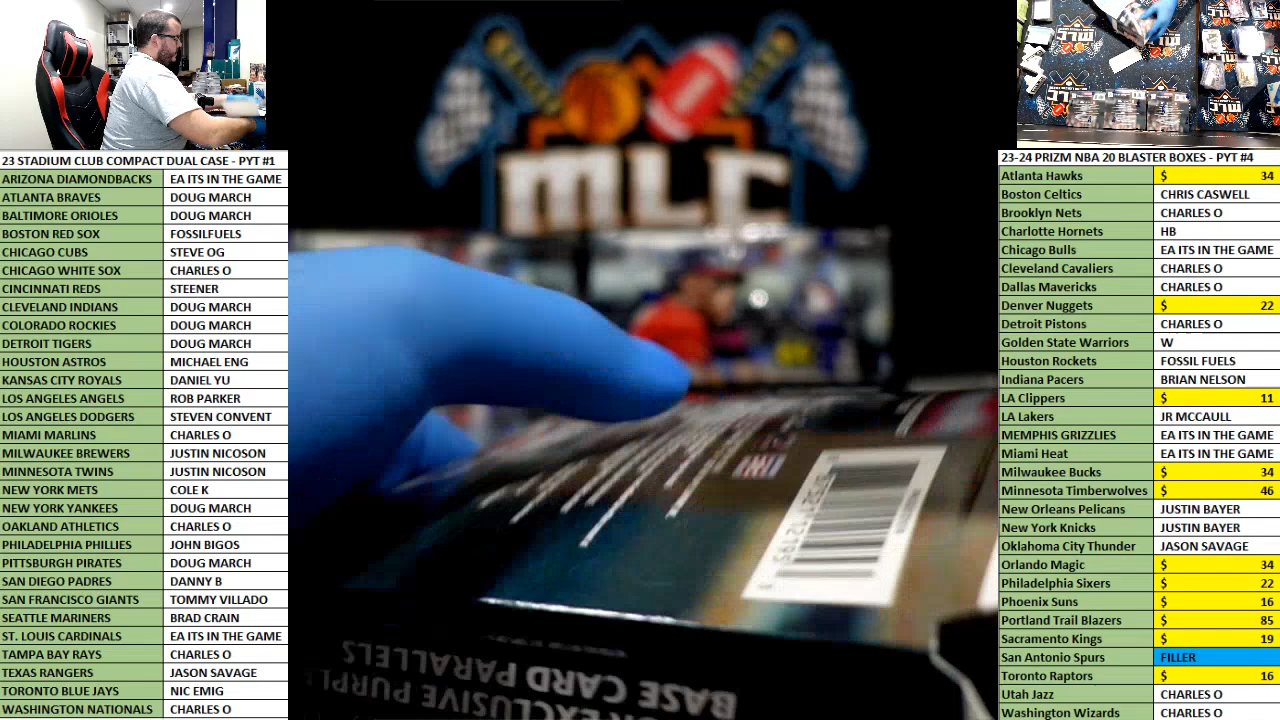 23 STADIUM CLUB COMPACT DUAL CASE - PYT #1
ARIZONA DIAMONDBACKS EA ITS IN THE GAME
ATLANTA BRAVES DOUG MARCH
BALTIMORE ORIOLES DOUG MARCH
BOSTON RED SOX FOSSILFUELS
CHICAGO CUBS STEVE OG
CHICAGO WHITE SOX CHARLES O
CINCINNATI REDS STEENER
CLEVELAND INDIANS DOUG MARCH
COLORADO ROCKIES DOUG MARCH
DETROIT TIGERS DOUG MARCH
HOUSTON ASTROS MICHAEL ENG
KANSAS CITY ROYALS DANIEL YU
LOS ANGELES ANGELS ROB PARKER
LOS ANGELES DODGERS STEVEN CONVENT
MIAMI MARLINS CHARLES O
MILWAUKEE BREWERS JUSTIN NICOSON
MINNESOTA TWINS JUSTIN NICOSON
NEW YORK METS COLE K
NEW YORK YANKEES DOUG MARCH
OAKLAND ATHLETICS CHARLES O
PHILADELPHIA PHILLIES JOHN BIGOS
PITTSBURGH PIRATES DOUG MARCH
SAN DIEGO PADRES DANNY B
SAN FRANCISCO GIANTS TOMMY VILLADO
SEATTLE MARINERS BRAD CRAIN
ST. LOUIS CARDINALS EA ITS IN THE GAME
TAMPA BAY RAYS CHARLES O
TEXAS RANGERS JASON SAVAGE
TORONTO BLUE JAYS NIC EMIG
WASHINGTON NATIONALS CHARLES O
MLC
BASE CARD PARALLELS
EXCLUSIVE
23-24 PRIZM NBA 20 BLASTER BOXES - PYT #4
Atlanta Hawks $ 34
Boston Celtics CHRIS CASWELL
Brooklyn Nets CHARLES O
Charlotte Hornets HB
Chicago Bulls EA ITS IN THE GAME
Cleveland Cavaliers CHARLES O
Dallas Mavericks CHARLES O
Denver Nuggets $ 22
Detroit Pistons CHARLES O
Golden State Warriors W
Houston Rockets FOSSIL FUELS
Indiana Pacers BRIAN NELSON
LA Clippers $ 11
LA Lakers JR MCCAULL
MEMPHIS GRIZZLIES EA ITS IN THE GAME
Miami Heat EA ITS IN THE GAME
Milwaukee Bucks $ 34
Minnesota Timberwolves $ 46
New Orleans Pelicans JUSTIN BAYER
New York Knicks JUSTIN BAYER
Oklahoma City Thunder JASON SAVAGE
Orlando Magic $ 34
Philadelphia Sixers $ 22
Phoenix Suns $ 16
Portland Trail Blazers $ 85
Sacramento Kings $ 19
San Antonio Spurs FILLER
Toronto Raptors $ 16
Utah Jazz CHARLES O
Washington Wizards CHARLES O